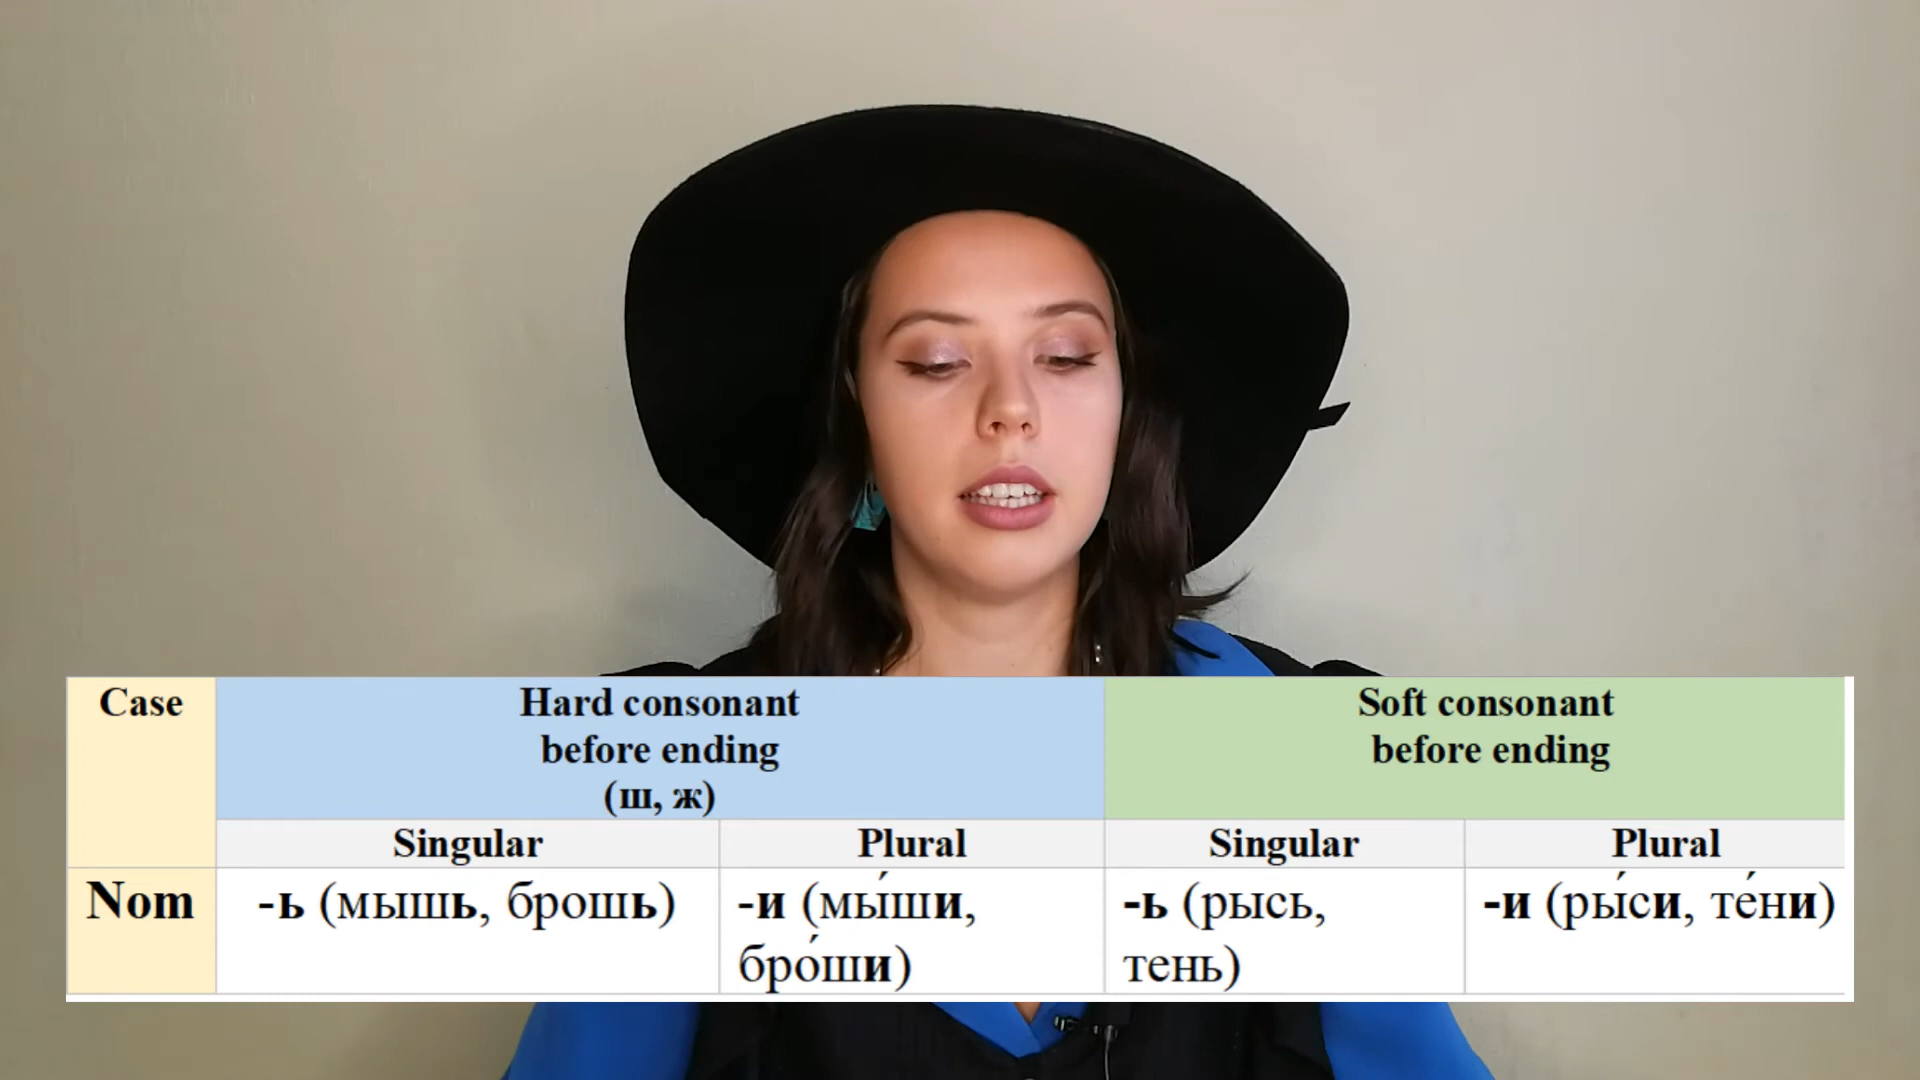 Case
Hard consonant
before ending
(ш, ж)
Soft consonant
before ending
Singular
Plural
Singular
Plural
Nom
-ь (мышь, брошь)
-и (мы́ши,
бро́ши)
-ь (рысь,
тень)
-и (ры́си, те́ни)